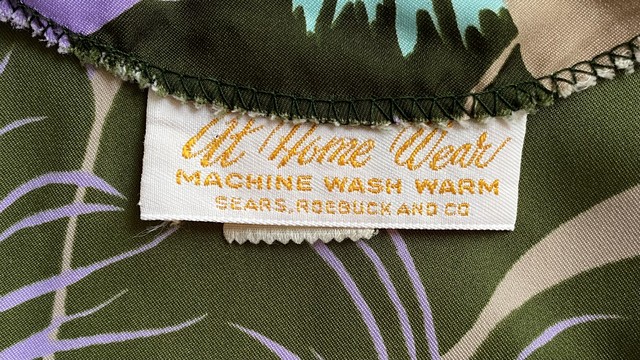 At Home Wear
MACHINE WASH WARM
SEARS, ROEBUCK AND CO